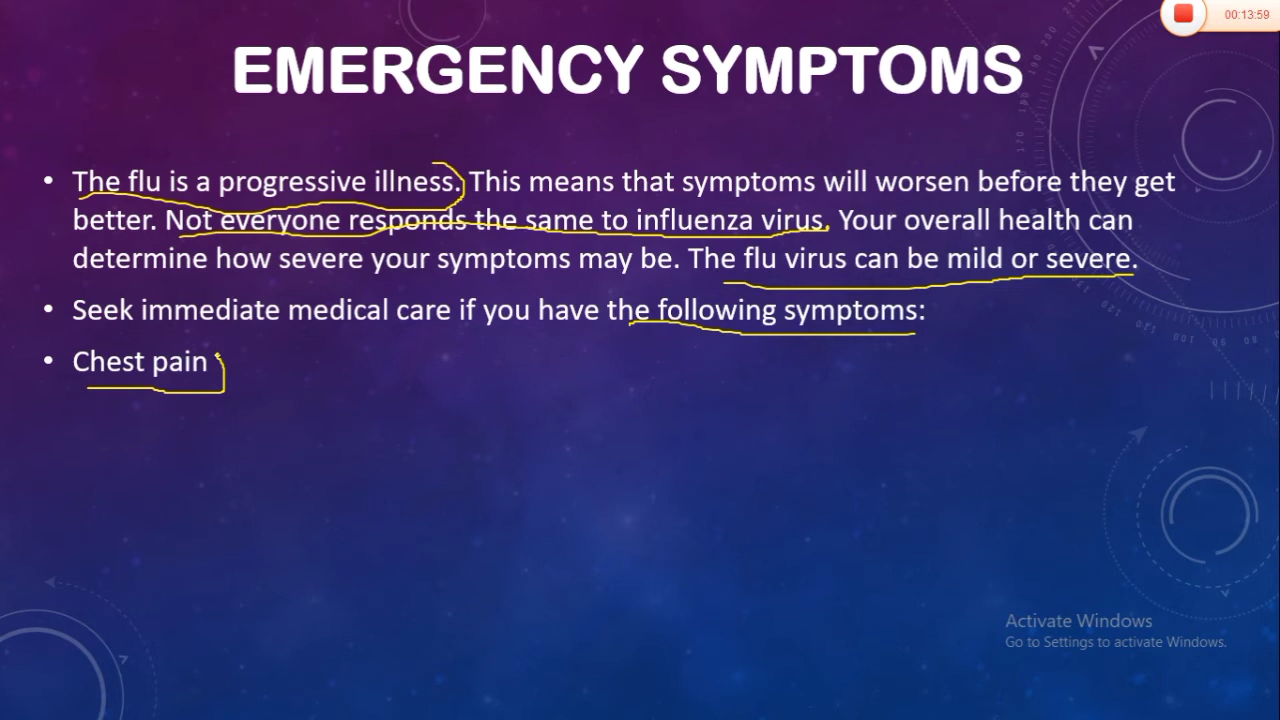 00:13:59
EMERGENCY SYMPTOMS
• The flu is a progressive illness. This means that symptoms will worsen before they get
better. Not everyone responds the same to influenza virus. Your overall health can
determine how severe your symptoms may be. The flu virus can be mild or severe.
• Seek immediate medical care if you have the following symptoms:
• Chest pain
Activate Windows
Go to Settings to activate Windows.